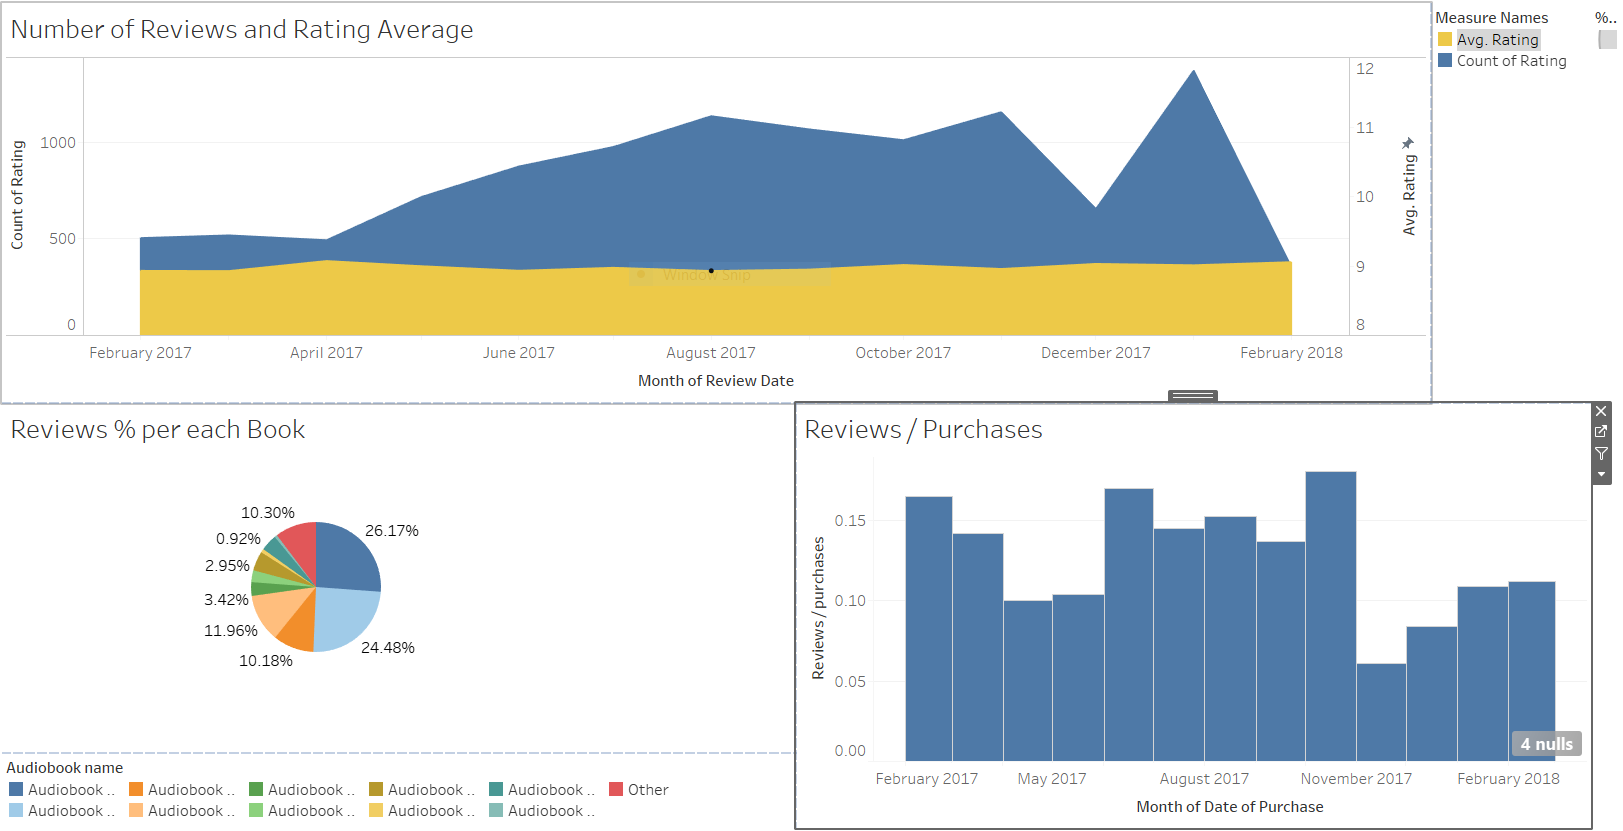 Number of Reviews and Rating Average
Measure Names
%..
Avg. Rating
Count of Rating
Count of Rating
1000
500
0
12
11
10
9
8
Avg. Rating
Window Snip
February 2017
April 2017
June 2017
August 2017
October 2017
December 2017
February 2018
Month of Review Date
Reviews % per each Book
10.30%
0.92%
2.95%
3.42%
11.96%
10.18%
26.17%
24.48%
Audiobook name
Audiobook .. Audiobook .. Audiobook .. Audiobook .. Audiobook .. Other
Audiobook .. Audiobook .. Audiobook .. Audiobook .. Audiobook ..
Reviews / Purchases
Reviews / purchases
0.15
0.10
0.05
0.00
4 nulls
February 2017
May 2017
August 2017
November 2017
February 2018
Month of Date of Purchase